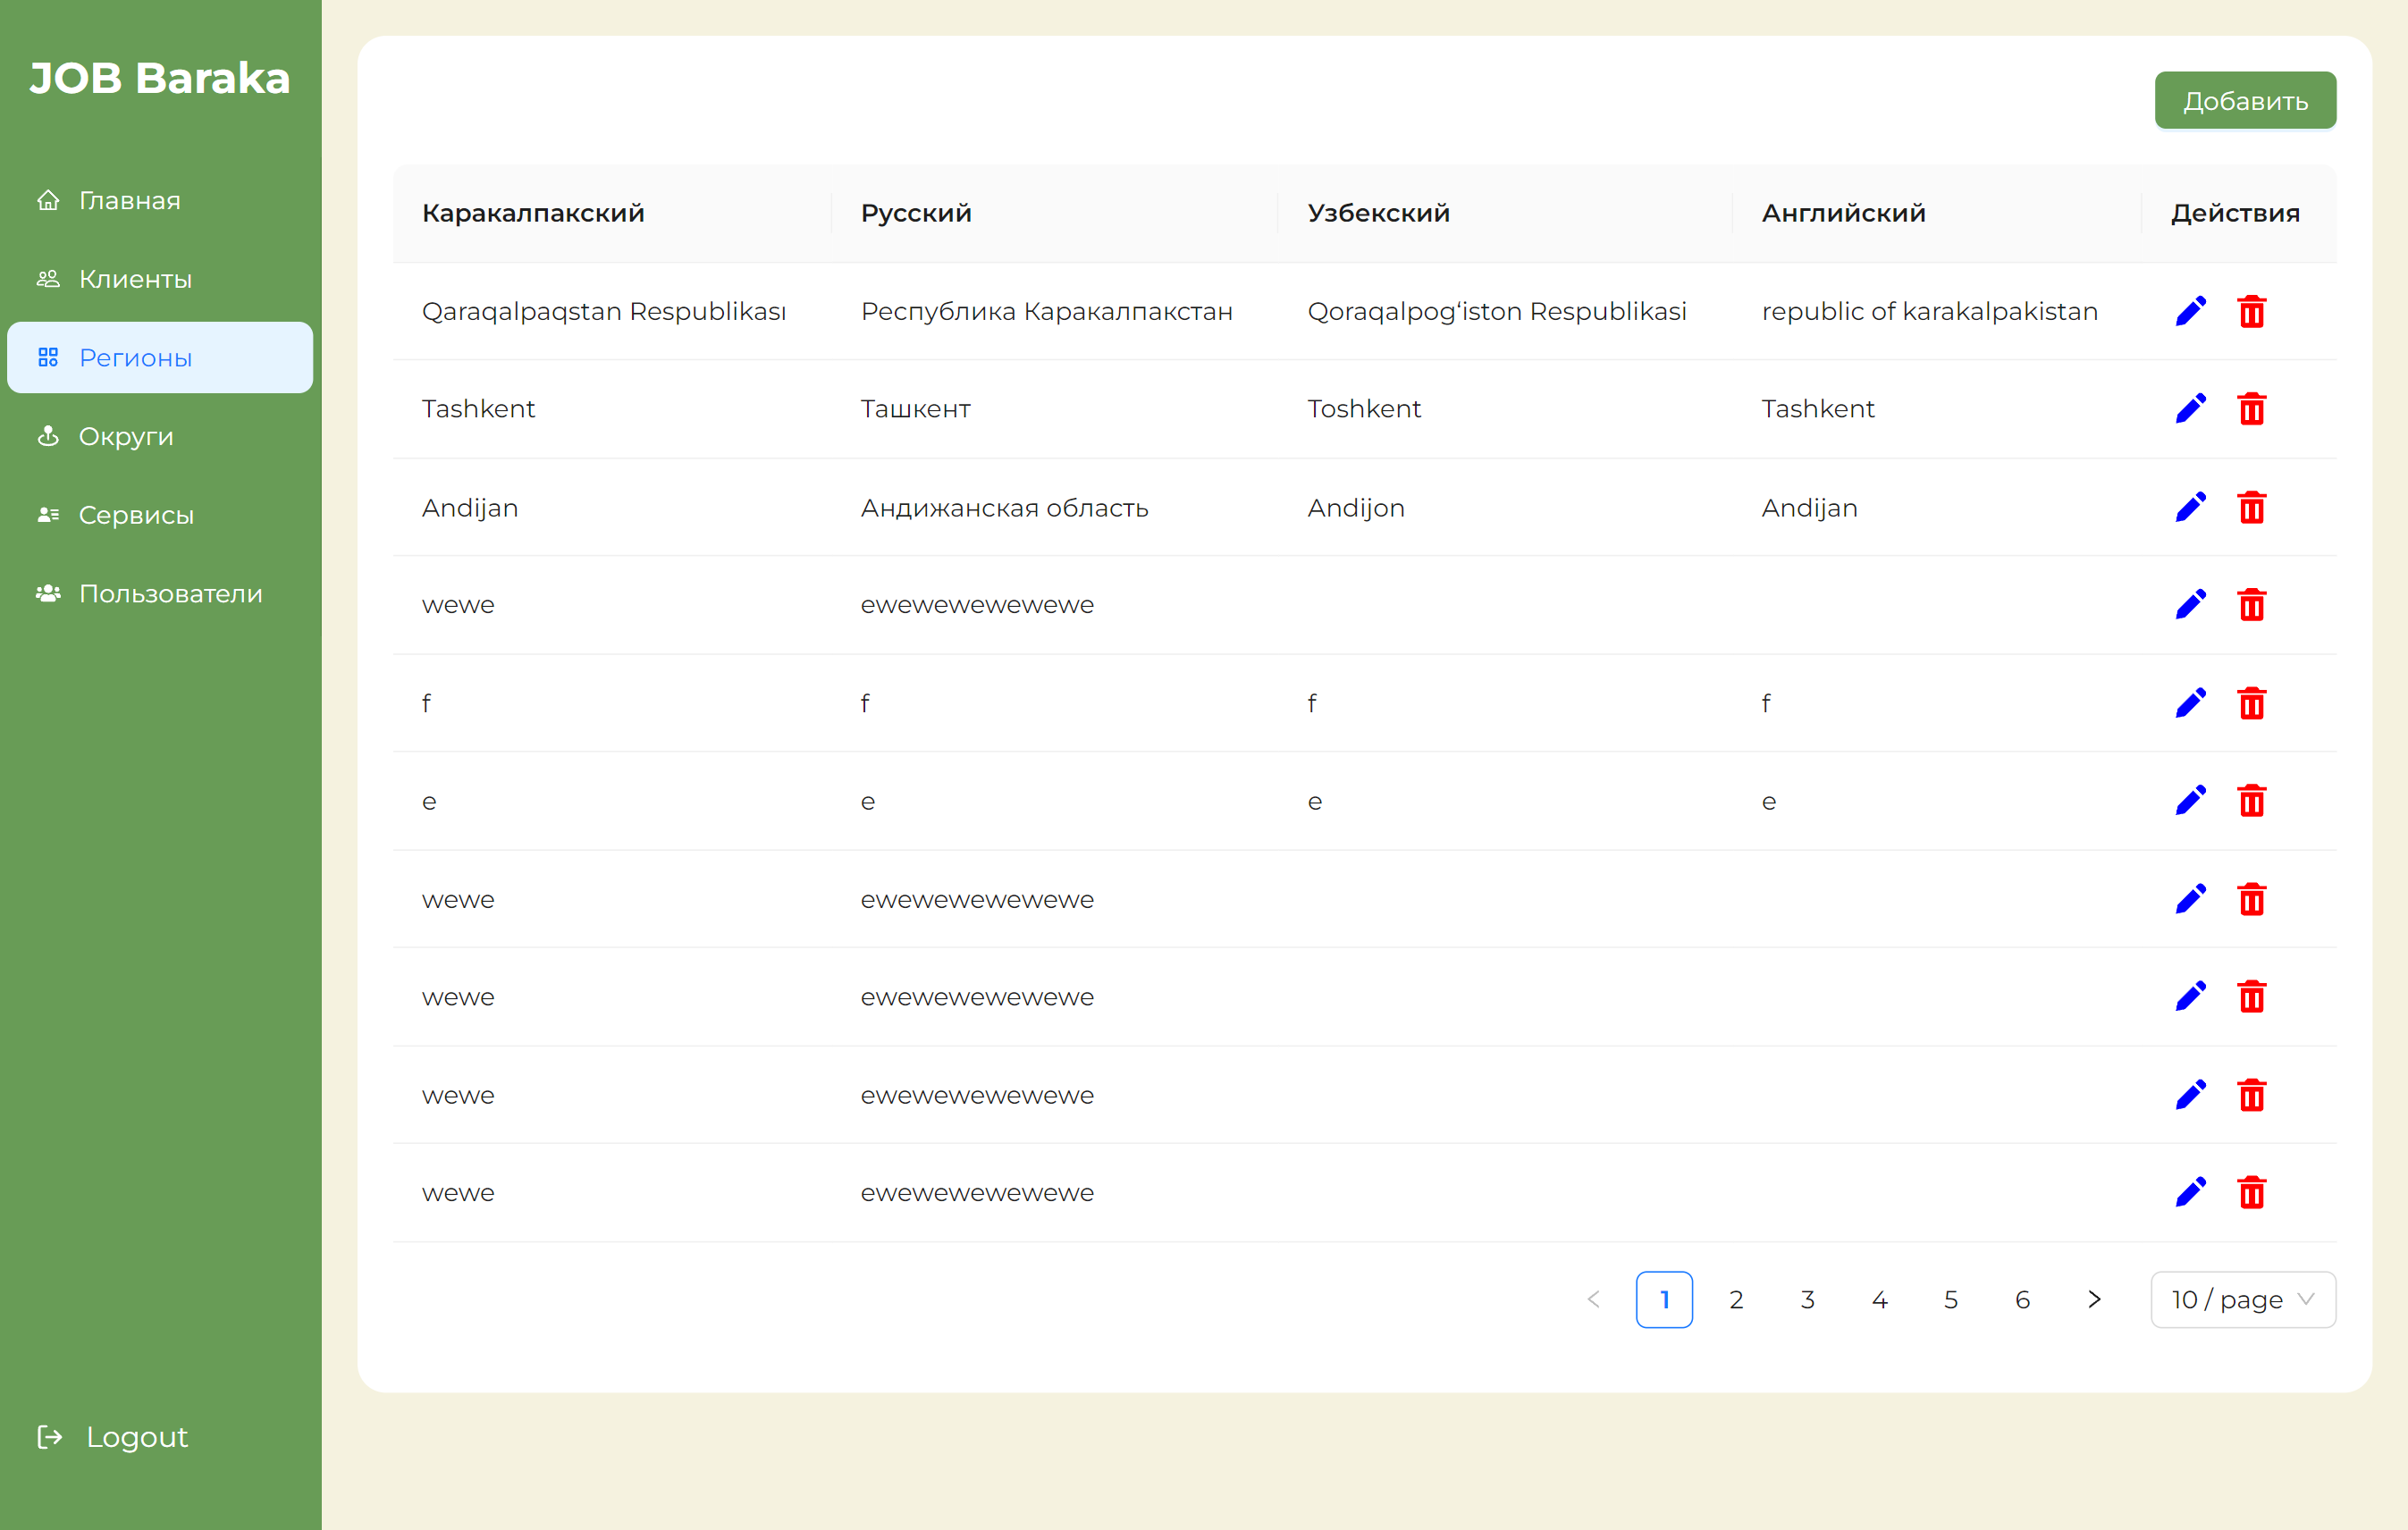 JOB Baraka
Главная
Клиенты
Регионы
Округи
Сервисы
Пользователи
Logout
Добавить
Каракалпакский Русский Узбекский Английский Действия
Qaraqalpaqstan Respublikası Республика Каракалпакстан Qoraqalpog‘iston Respublikasi republic of karakalpakistan
Tashkent Ташкент Toshkent Tashkent
Andijan Андижанская область Andijon Andijan
wewe ewewewewewewe
f f f f
e e e e
wewe ewewewewewewe
wewe ewewewewewewe
wewe ewewewewewewe
wewe ewewewewewewe
1 2 3 4 5 6 10 / page